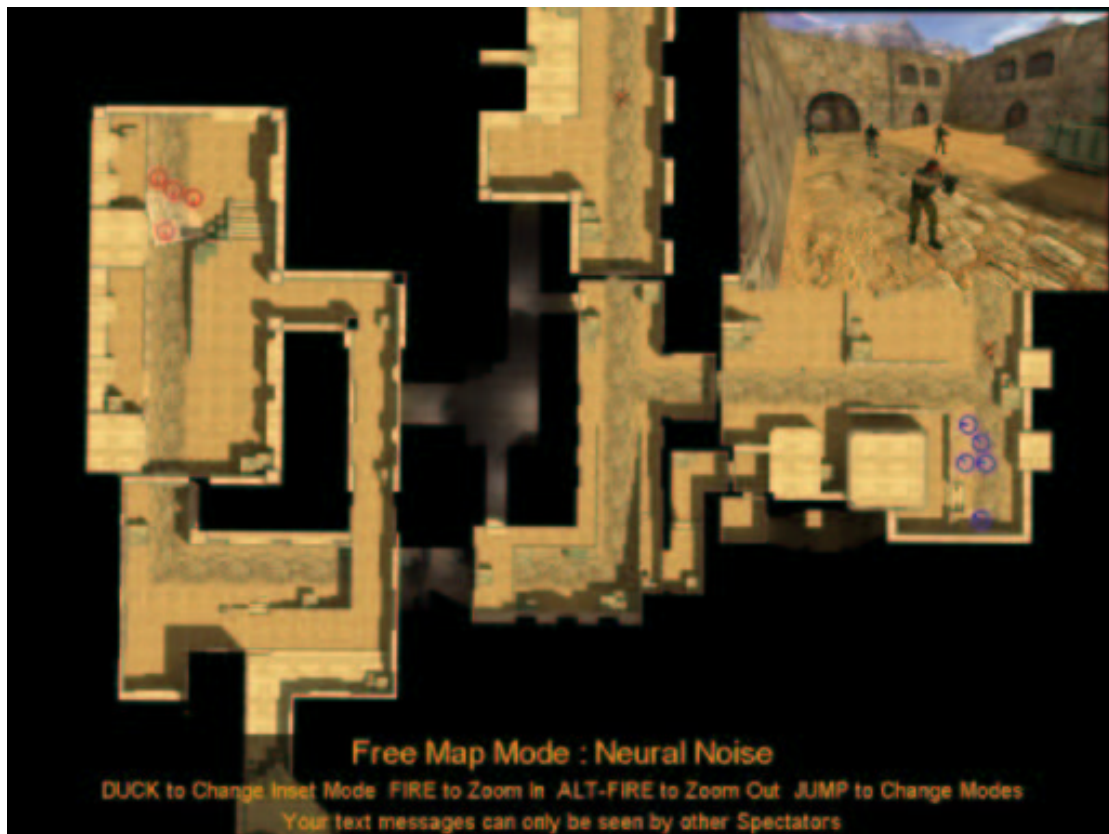 Free Map Mode : Neural Noise
DUCK to Change Inset Mode FIRE to Zoom In ALT-FIRE to Zoom Out JUMP to Change Modes
Your text messages can only be seen by other Spectators